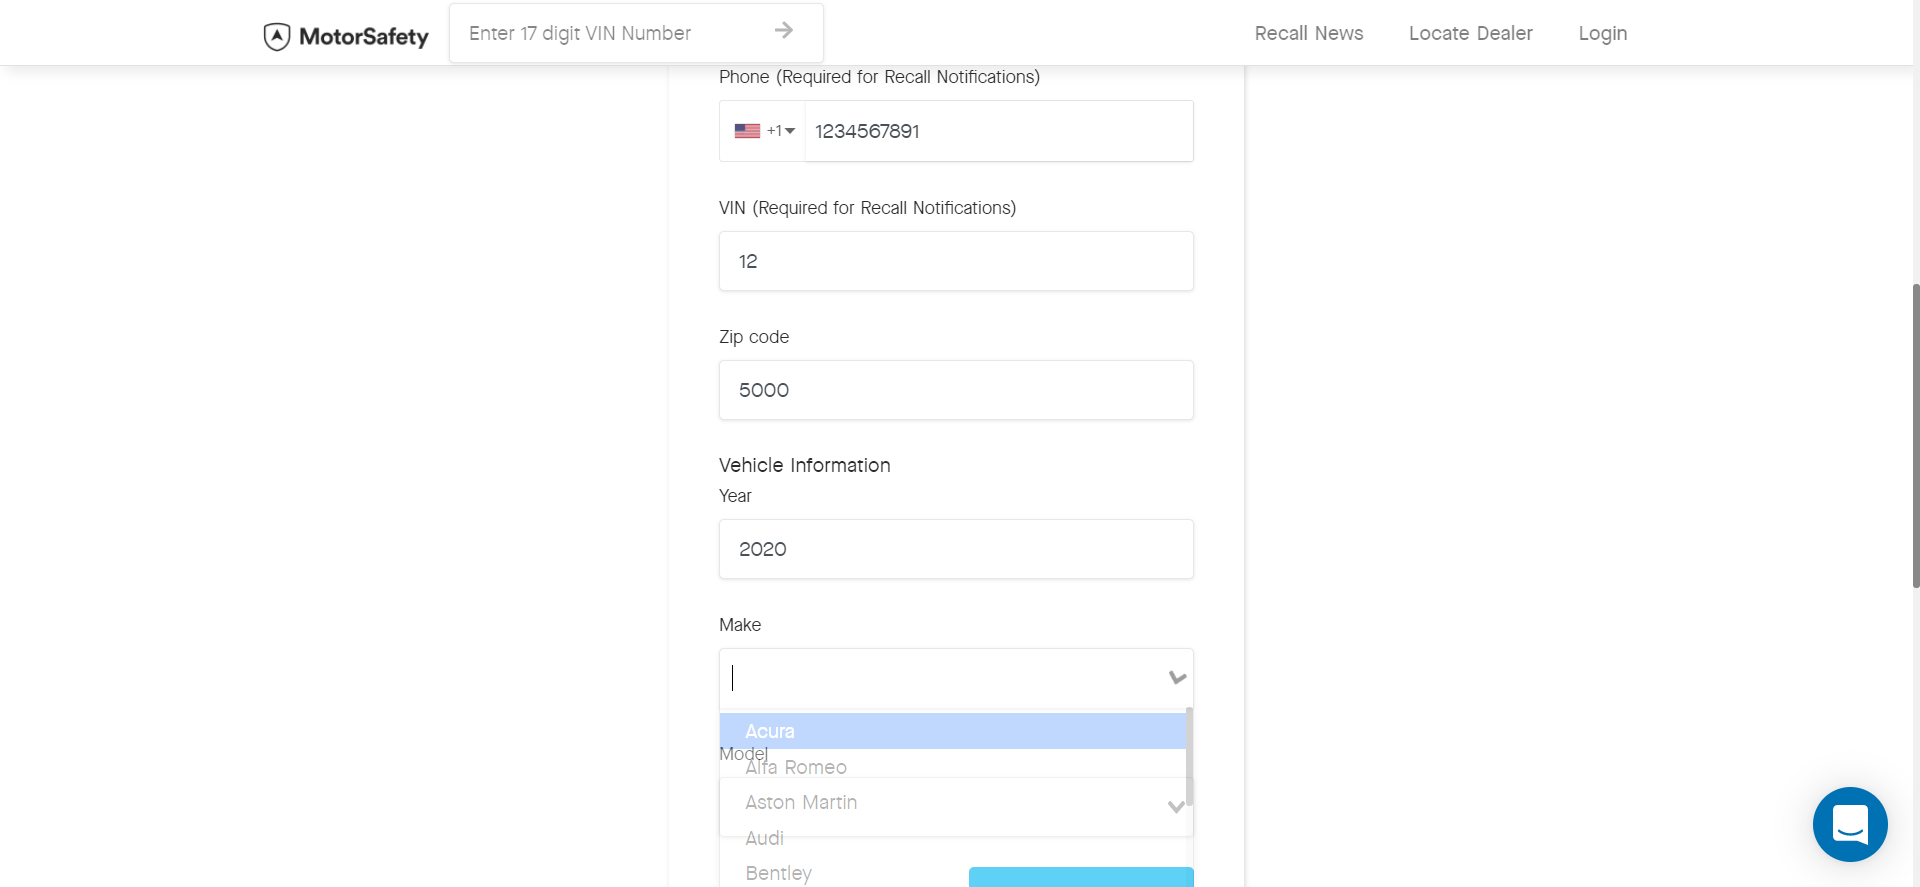 MotorSafety
Enter 17 digit VIN Number
Recall News
Locate Dealer
Login
Phone (Required for Recall Notifications)
+1
1234567891
VIN (Required for Recall Notifications)
12
Zip code
5000
Vehicle Information
Year
2020
Make
Acura
Model
Alfa Romeo
Aston Martin
Audi
Bentley